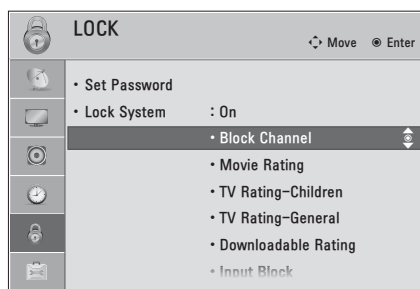 LOCK
Move Enter
• Set Password
• Lock System : On
• Block Channel
• Movie Rating
• TV Rating-Children
• TV Rating-General
• Downloadable Rating
• Input Block